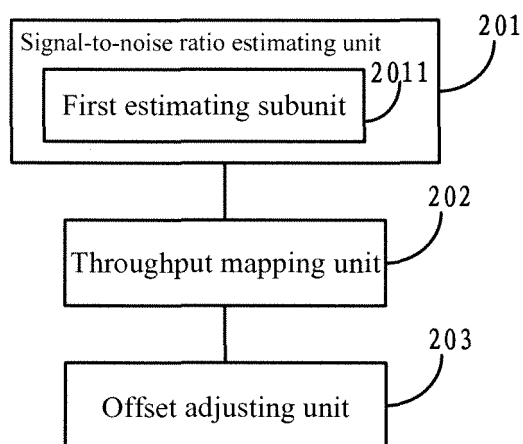 201
Signal-to-noise ratio estimating unit
2011
First estimating subunit
202
Throughput mapping unit
203
Offset adjusting unit